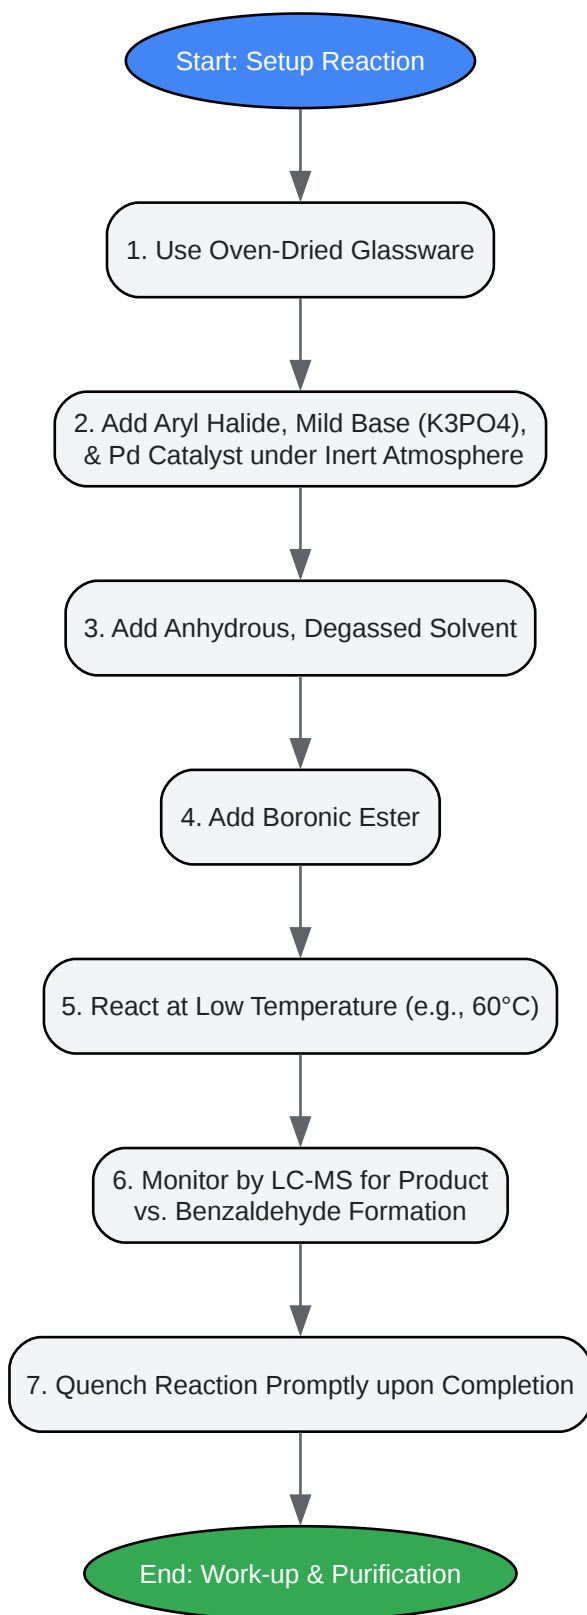 Start: Setup Reaction
1. Use Oven-Dried Glassware
2. Add Aryl Halide, Mild Base (K3PO4),
& Pd Catalyst under Inert Atmosphere
3. Add Anhydrous, Degassed Solvent
4. Add Boronic Ester
5. React at Low Temperature (e.g., 60°C)
6. Monitor by LC-MS for Product
vs. Benzaldehyde Formation
7. Quench Reaction Promptly upon Completion
End: Work-up & Purification